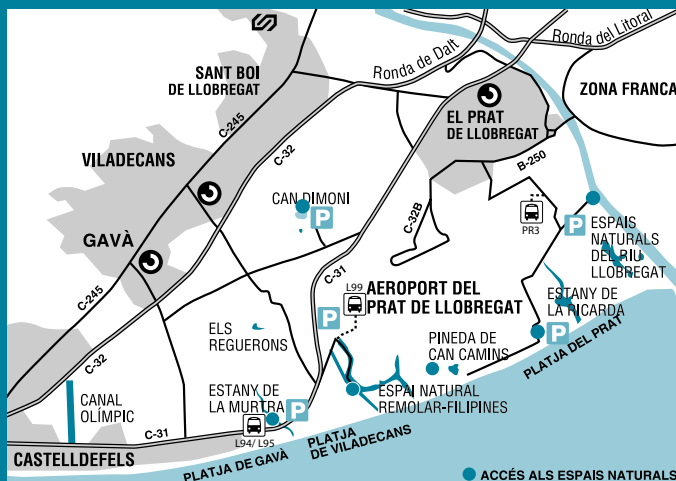 Ronda de Dalt
Ronda del Litoral
SANT BOI
DE LLOBREGAT
ZONA FRANCA
EL PRAT
DE LLOBREGAT
C-245
C-32
B-250
VILADECANS
CAN DIMONI
P
C-32B
PR3
P
ESPAIS
NATURALS
DEL RIU
LLOBREGAT
GAVÀ
C-31
L99
AEROPORT DEL
PRAT DE LLOBREGAT
C-245
ESTANY DE
LA RICARDA
P
ELS
REGUERONS
P
PLATJA DEL PRAT
PINEDA DE
CAN CAMINS
C-32
CANAL
OLÍMPIC
ESTANY DE
LA MURTRA
P
ESPAI NATURAL
REMOLAR-FILIPINES
C-31
L94/ L95
PLATJA
DE VILADECANS
CASTELLDEFELS
PLATJA DE GAVÀ
ACCÉS ALS ESPAIS NATURALS